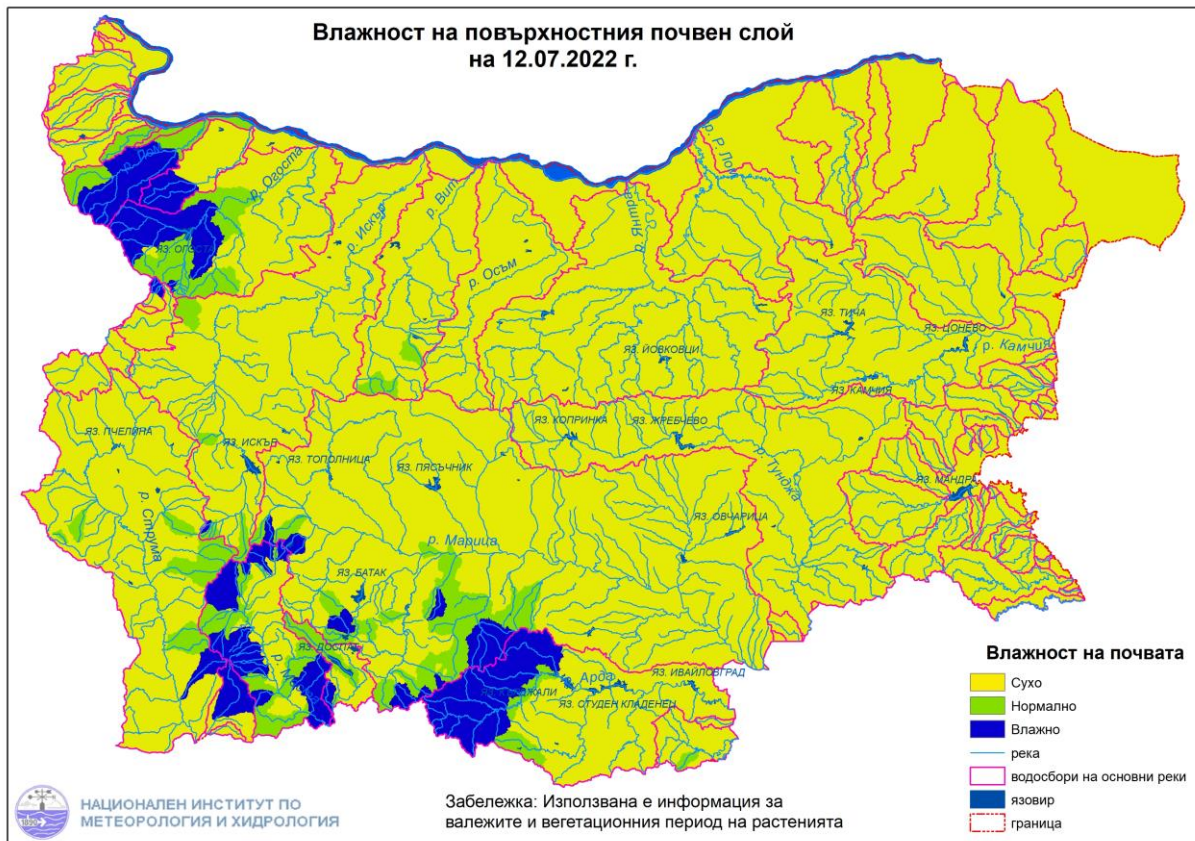 Влажност на повърхностния почвен слой
на 12.07.2022 г.
р. Лом
р. Огоста
р. Искър
р. Вит
р. Осъм
р. Янтра
р. Р Лом
ЯЗ. ОГОСТА
ЯЗ. ТИЧА
ЯЗ. ЦОНЕВО
р. Камчия
ЯЗ. ЙОВКОВЦИ
ЯЗ. КАМЧИЯ
ЯЗ. ПЧЕЛИНА
ЯЗ. ИСКЪР
ЯЗ. ТОПОЛНИЦА
ЯЗ. ПЯСЪЧНИК
ЯЗ. КОПРИНКА
ЯЗ. ЖРЕБЧЕВО
р. Тунджа
ЯЗ. МАНДРА
р. Струма
р. Марица
ЯЗ. ОВЧАРИЦА
ЯЗ. БАТАК
ЯЗ. ДОСПАТ
р. Места
р. Арда
ЯЗ. ИВАЙЛОВГРАД
ЯЗ. СТУДЕН КЛАДЕНЕЦ
Влажност на почвата
Сухо
Нормално
Влажно
река
водосбори на основни реки
язовир
граница
НАЦИОНАЛЕН ИНСТИТУТ ПО
МЕТЕОРОЛОГИЯ И ХИДРОЛОГИЯ
1890
Забележка: Използвана е информация за
валежите и вегетационния период на растенията